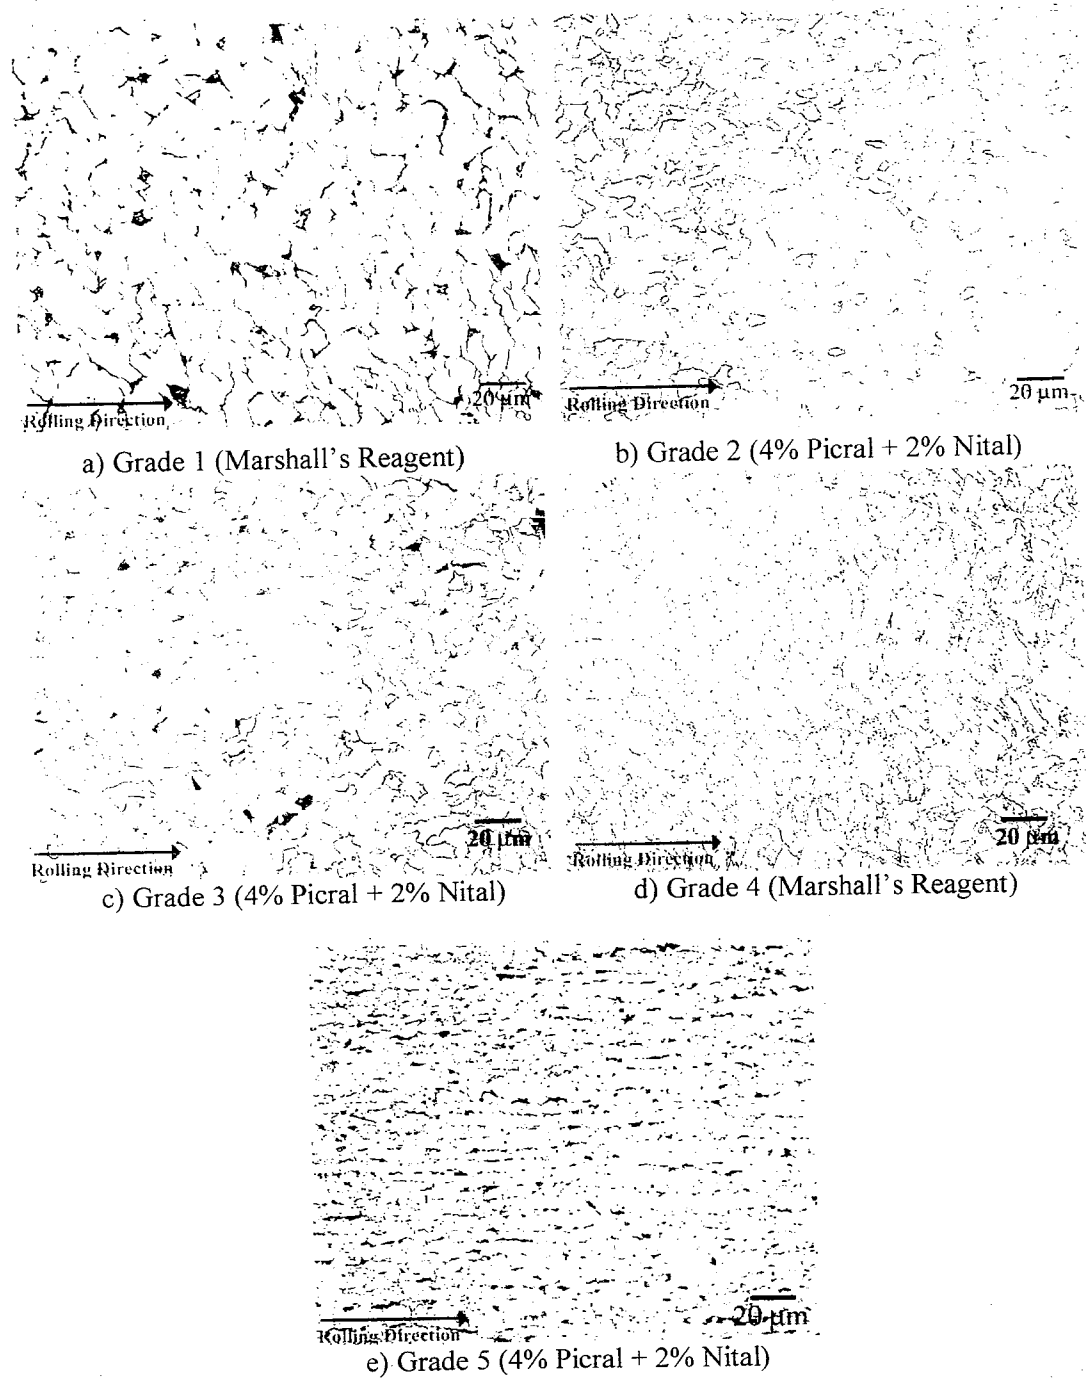 20 µm
Rolling Direction
a) Grade 1 (Marshall's Reagent)
20 µm
Rolling Direction
b) Grade 2 (4% Picral + 2% Nital)
20 µm
Rolling Direction
c) Grade 3 (4% Picral + 2% Nital)
20 µm
Rolling Direction
d) Grade 4 (Marshall's Reagent)
20 µm
Rolling Direction
e) Grade 5 (4% Picral + 2% Nital)